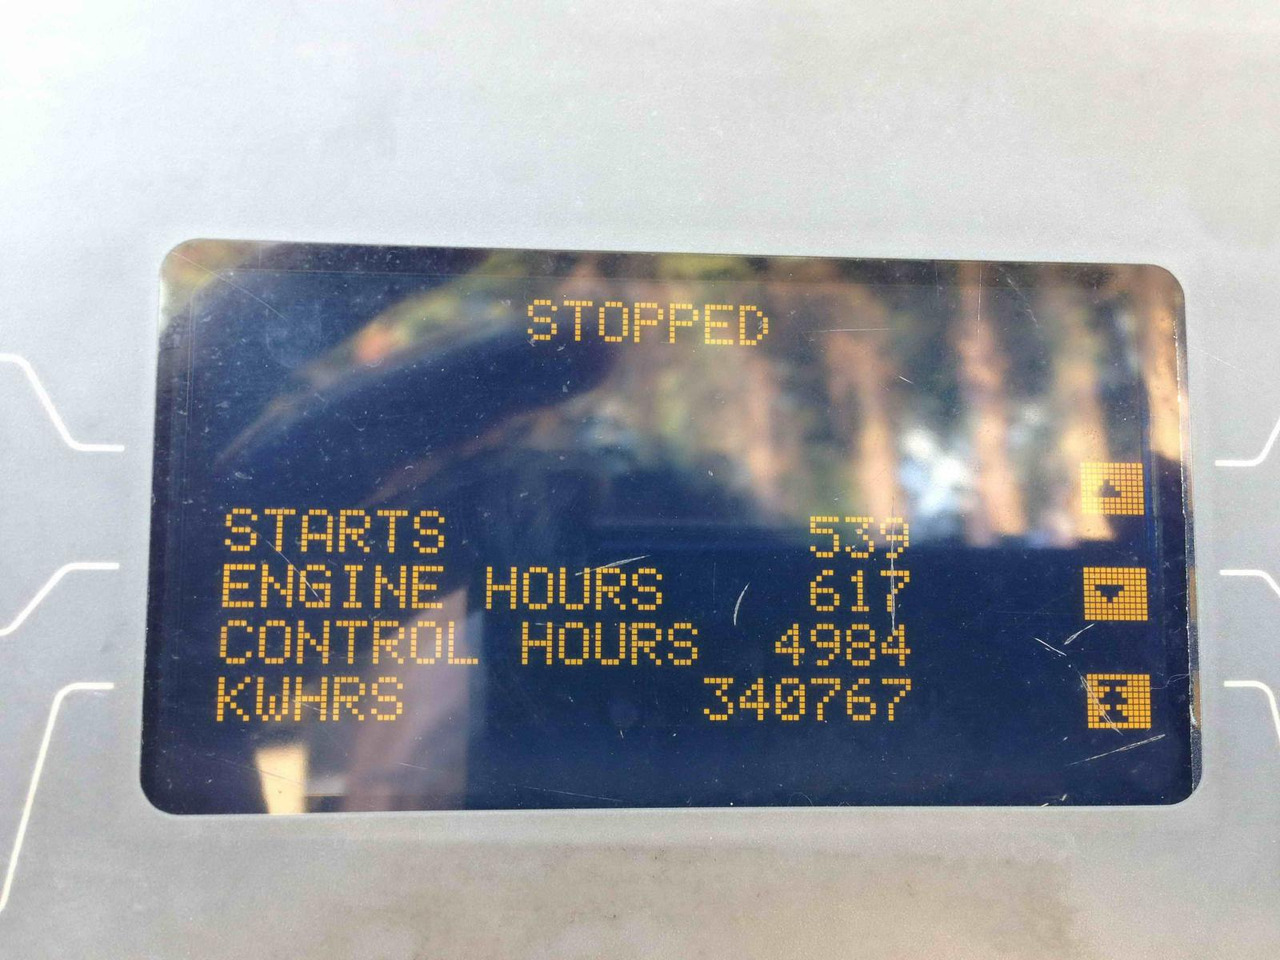 STOPPED
STARTS 539
ENGINE HOURS 617
CONTROL HOURS 4984
KWHRS 340767